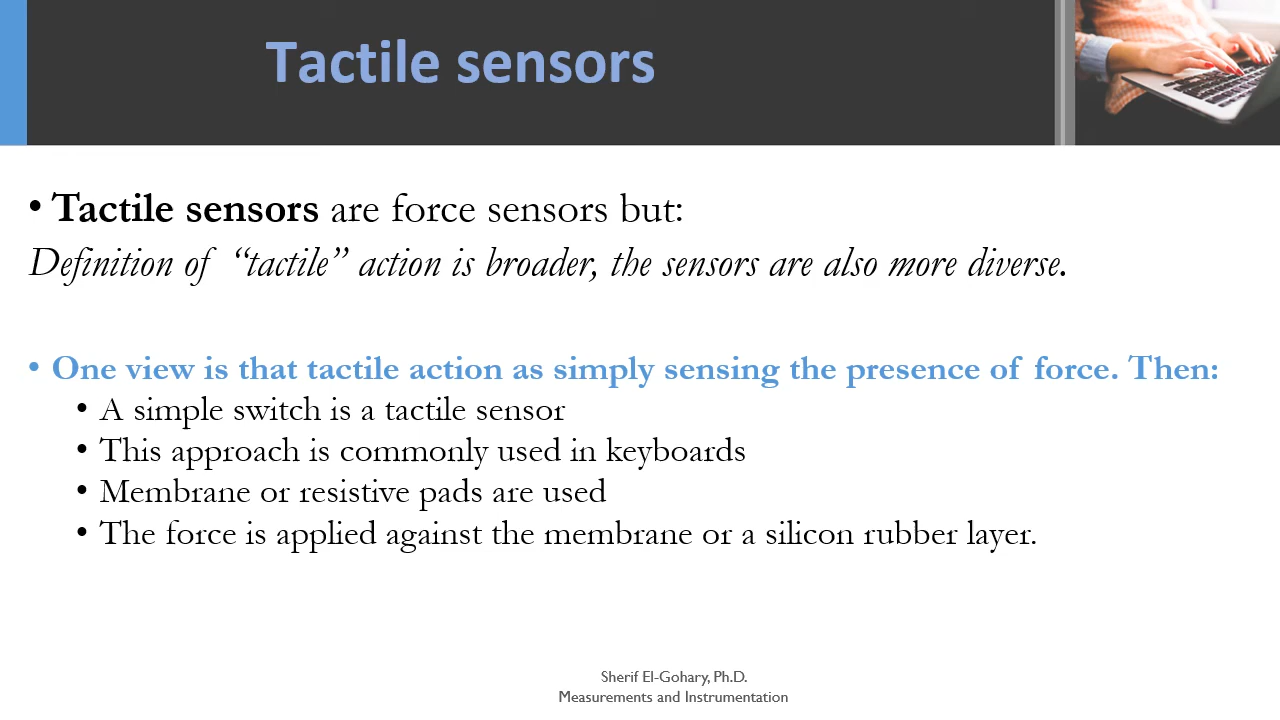 Tactile sensors
• Tactile sensors are force sensors but:
Definition of “tactile” action is broader, the sensors are also more diverse.
• One view is that tactile action as simply sensing the presence of force. Then:
• A simple switch is a tactile sensor
• This approach is commonly used in keyboards
• Membrane or resistive pads are used
• The force is applied against the membrane or a silicon rubber layer.
Sherif El-Gohary, Ph.D.
Measurements and Instrumentation